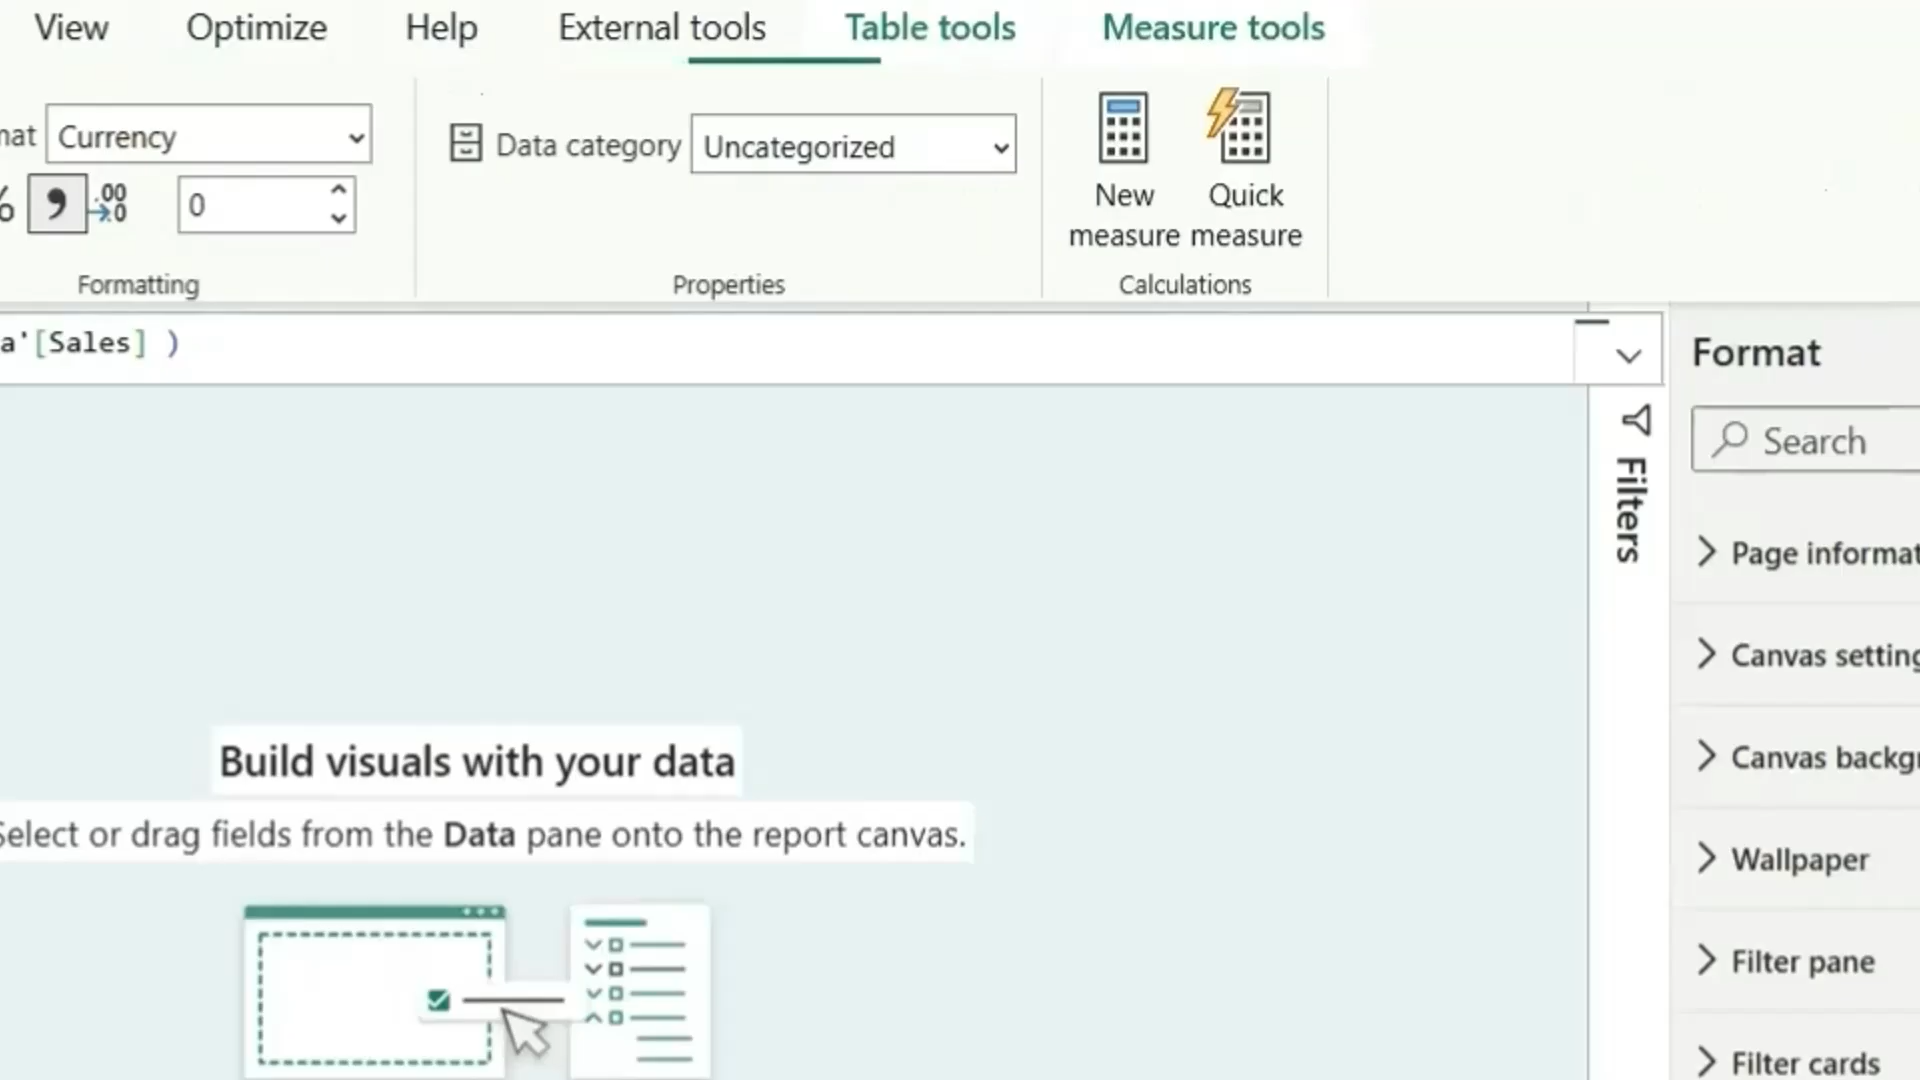 View Optimize Help External tools Table tools Measure tools
mat Currency
Data category Uncategorized
% , .00 .0 0
New measure
Quick measure
Formatting Properties Calculations
a'[Sales] )
Format
Search
Filters
Page informat
Canvas setting
Canvas backgr
Wallpaper
Filter pane
Filter cards
Build visuals with your data
Select or drag fields from the Data pane onto the report canvas.